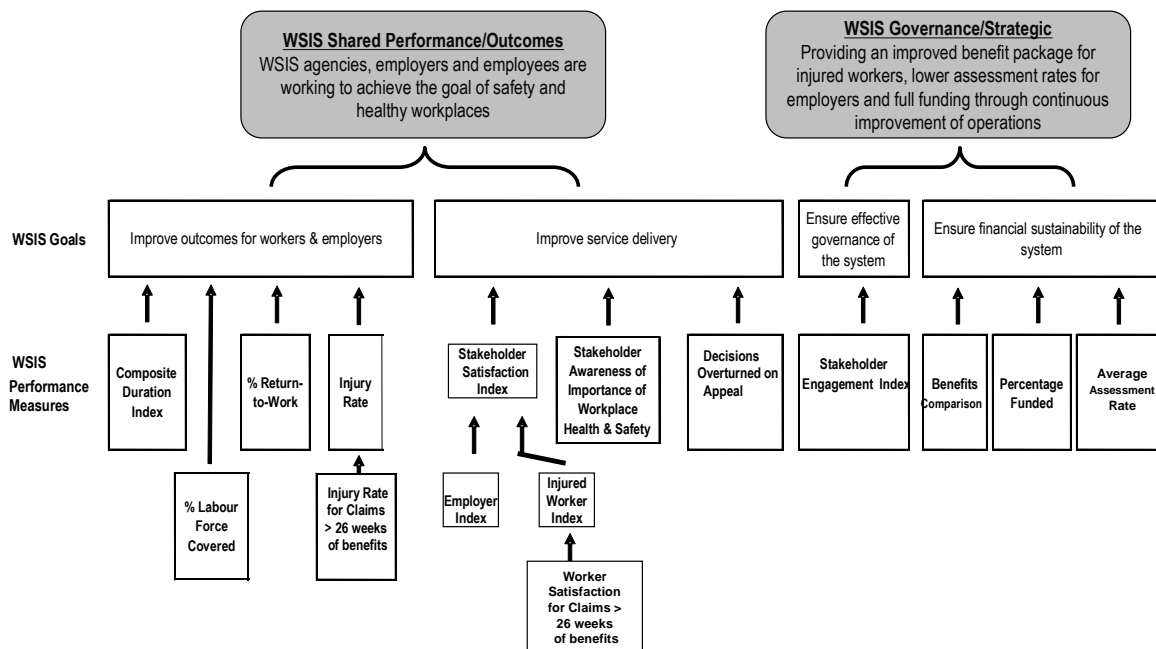 WSIS Shared Performance/Outcomes
WSIS agencies, employers and employees are
working to achieve the goal of safety and
healthy workplaces
WSIS Governance/Strategic
Providing an improved benefit package for
injured workers, lower assessment rates for
employers and full funding through continuous
improvement of operations
WSIS Goals
Improve outcomes for workers & employers
Improve service delivery
Ensure effective
governance of
the system
Ensure financial sustainability of the
system
WSIS
Performance
Measures
Composite
Duration
Index
% Return-
to-Work
Injury
Rate
Stakeholder
Satisfaction
Index
Stakeholder
Awareness of
Importance of
Workplace
Health & Safety
Decisions
Overturned on
Appeal
Stakeholder
Engagement Index
Benefits
Comparison
Percentage
Funded
Average
Assessment
Rate
% Labour
Force
Covered
Injury Rate
for Claims
> 26 weeks
of benefits
Employer
Index
Injured
Worker
Index
Worker
Satisfaction
for Claims >
26 weeks
of benefits